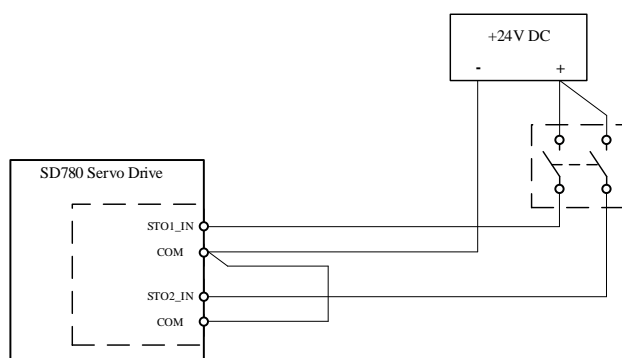 +24V DC
- +
SD780 Servo Drive
STO1_IN
COM
STO2_IN
COM